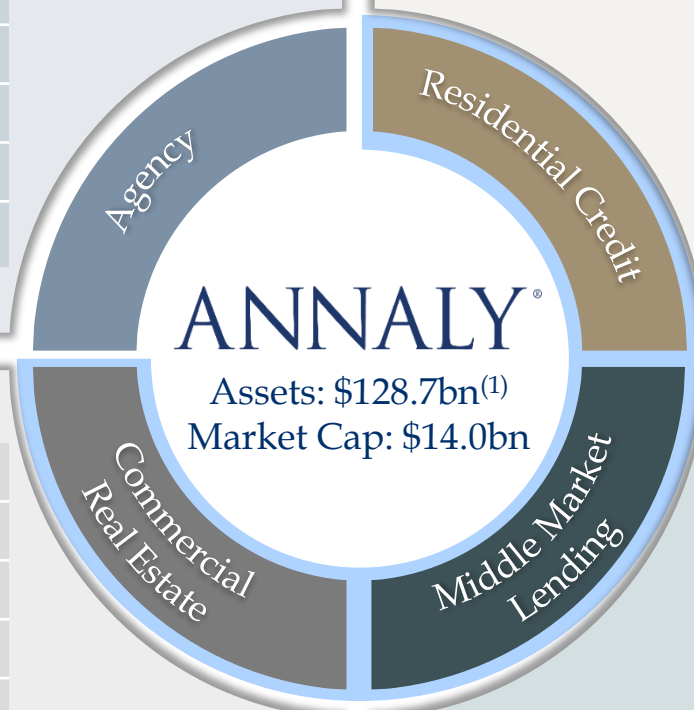 Agency
Residential Credit
ANNALY®
Assets: $128.7bn(1)
Market Cap: $14.0bn
Commercial
Real Estate
Middle Market
Lending